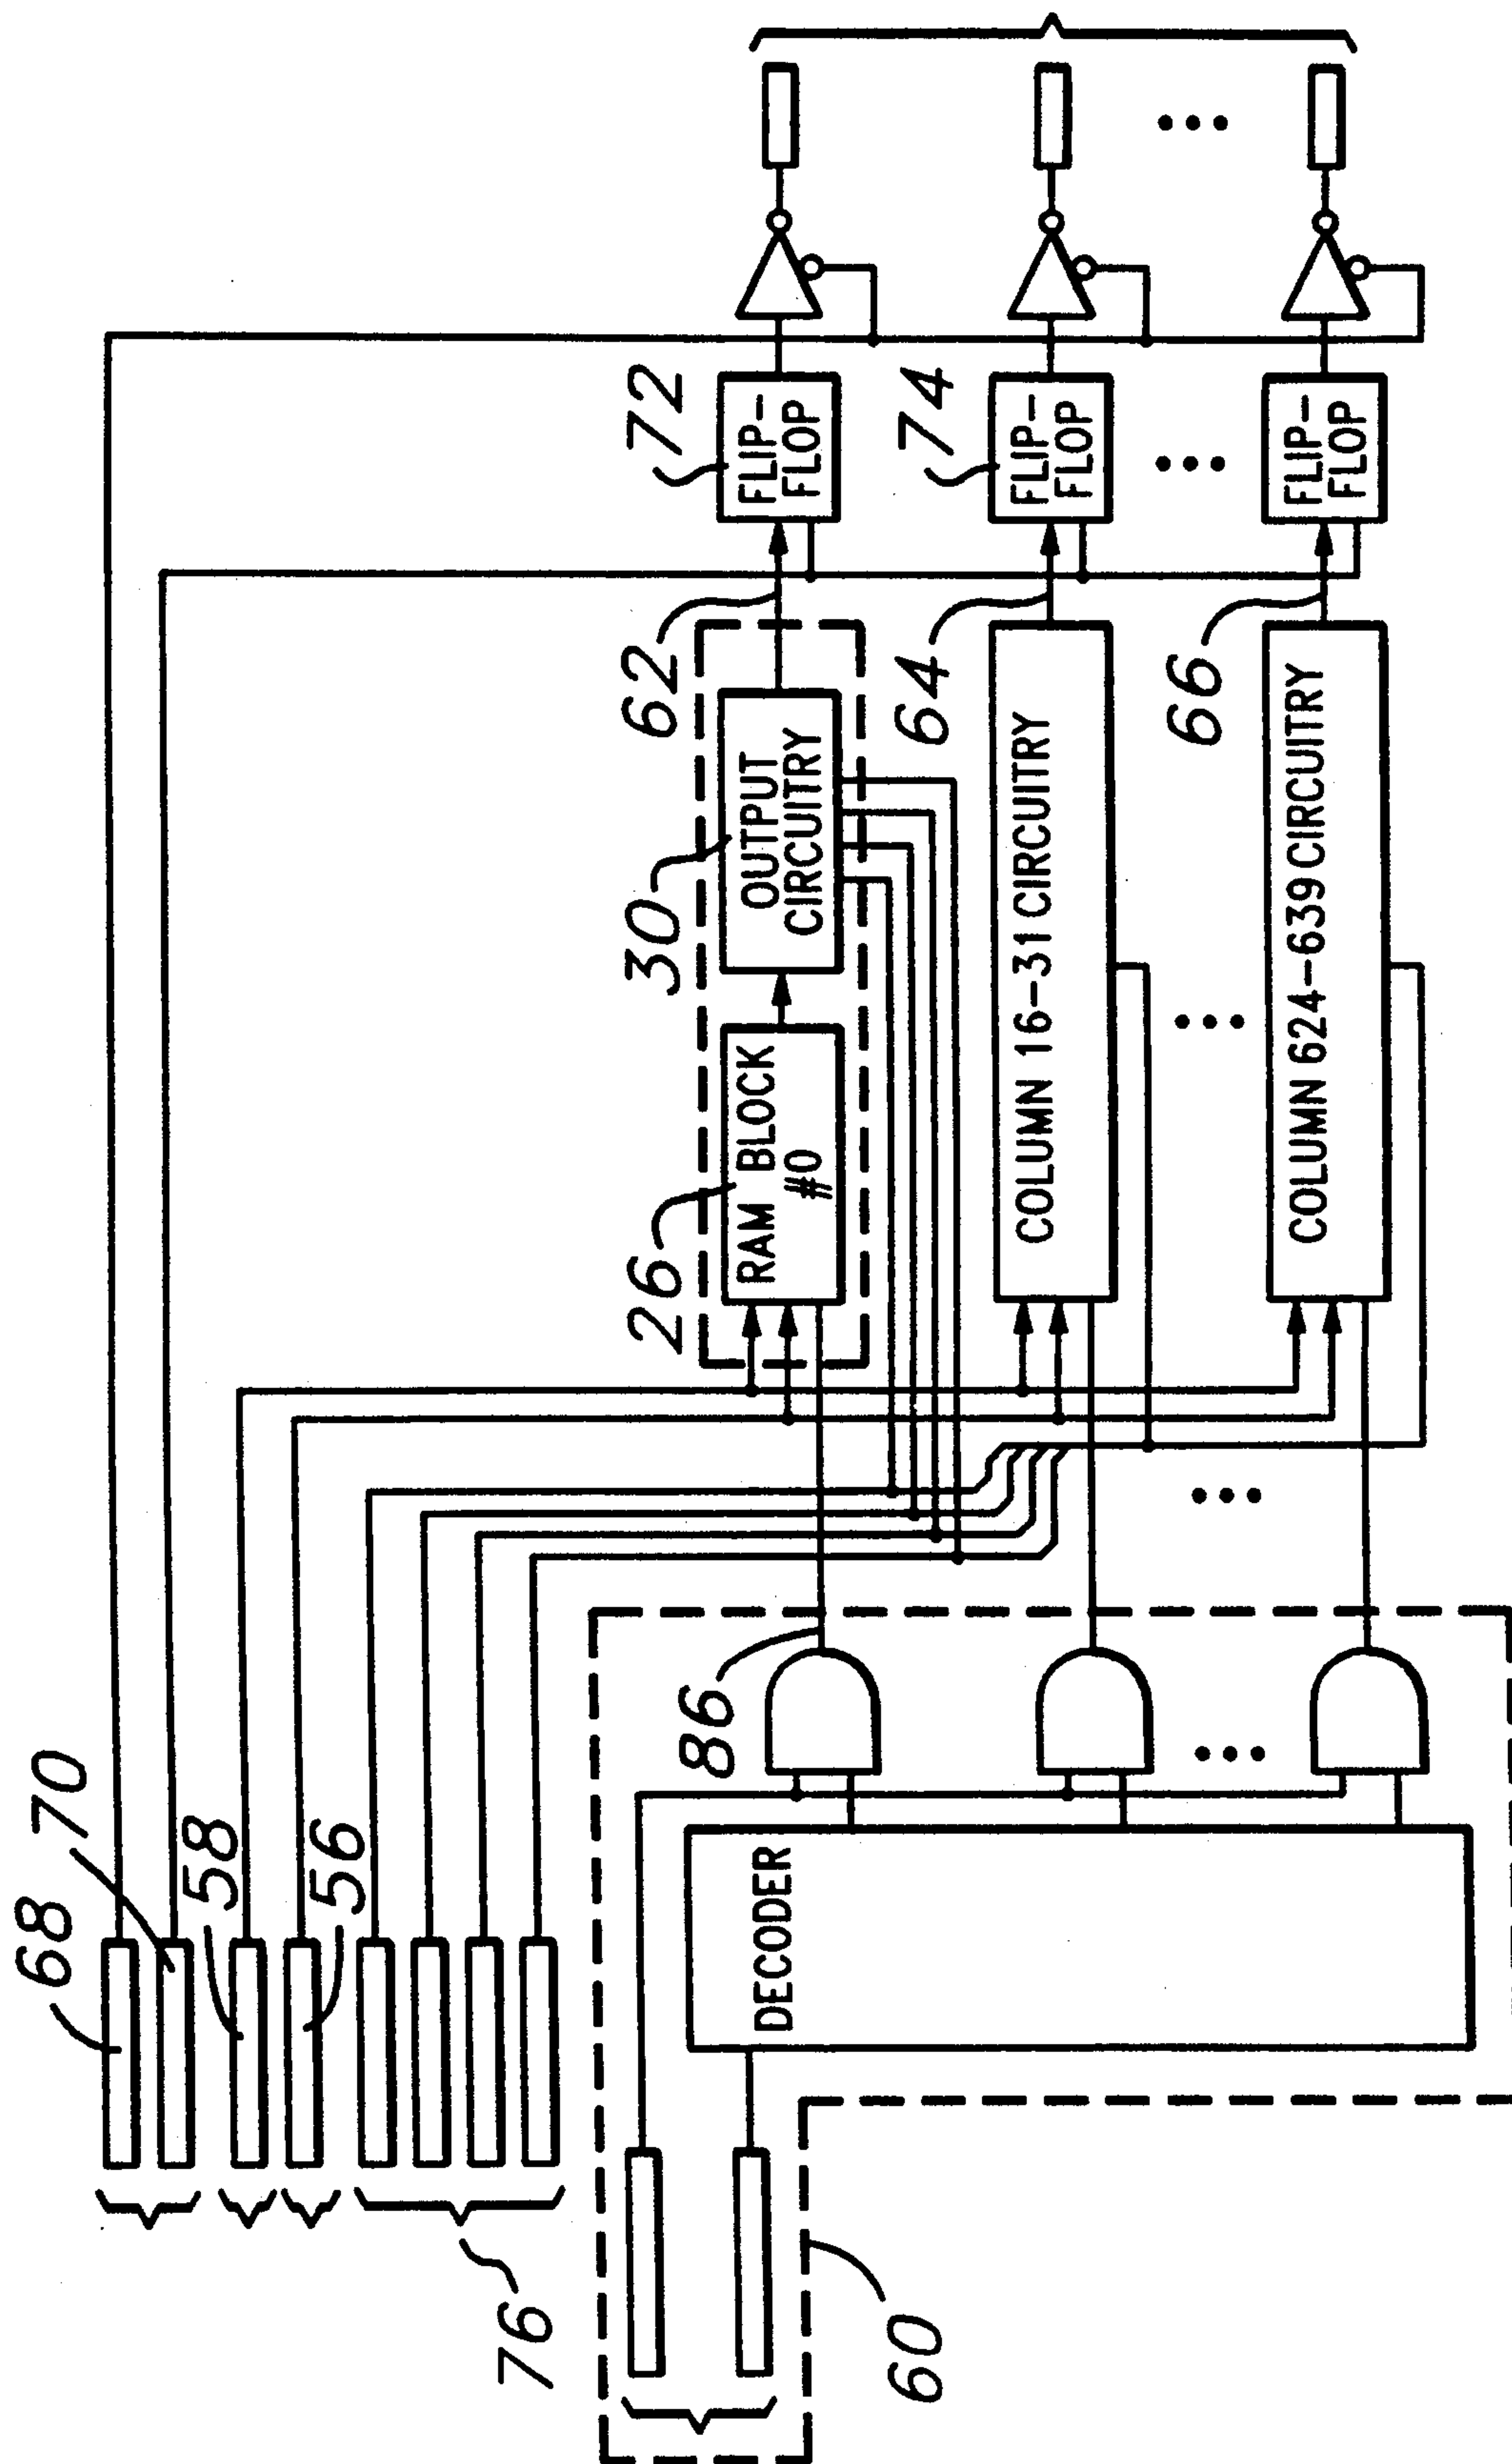 68
70
58
56
76
60
DECODER
86
26
RAM BLOCK
#0
30
OUTPUT
CIRCUITRY
62
72
FLIP-
FLOP
COLUMN 16-31 CIRCUITRY
64
74
FLIP-
FLOP
COLUMN 624-639 CIRCUITRY
66
FLIP-
FLOP